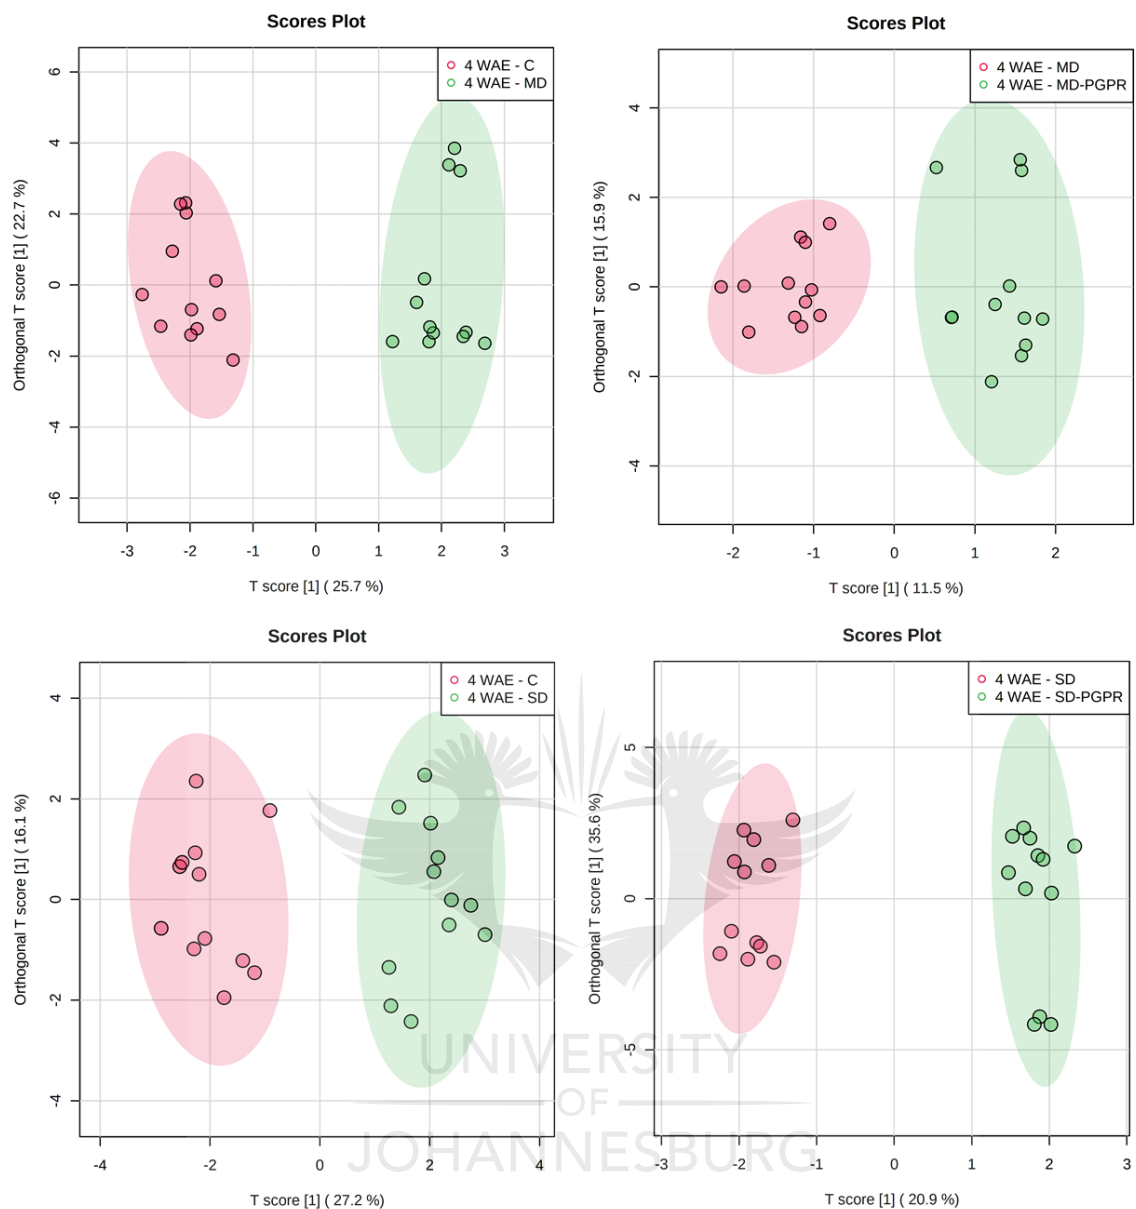 Scores Plot
4 WAE - C
4 WAE - MD
6
4
2
0
-2
-4
-6
Orthogonal T score [1] ( 22.7 %)
-3 -2 -1 0 1 2 3
T score [1] ( 25.7 %)
Scores Plot
4 WAE - MD
4 WAE - MD-PGPR
4
2
0
-2
-4
Orthogonal T score [1] ( 15.9 %)
-2 -1 0 1 2
T score [1] ( 11.5 %)
Scores Plot
4 WAE - C
4 WAE - SD
4
2
0
-2
-4
Orthogonal T score [1] ( 16.1 %)
-4 -2 0 2 4
T score [1] ( 27.2 %)
Scores Plot
4 WAE - SD
4 WAE - SD-PGPR
5
0
-5
Orthogonal T score [1] ( 35.6 %)
-3 -2 -1 0 1 2 3
T score [1] ( 20.9 %)
UNIVERSITY
OF
JOHANNESBURG